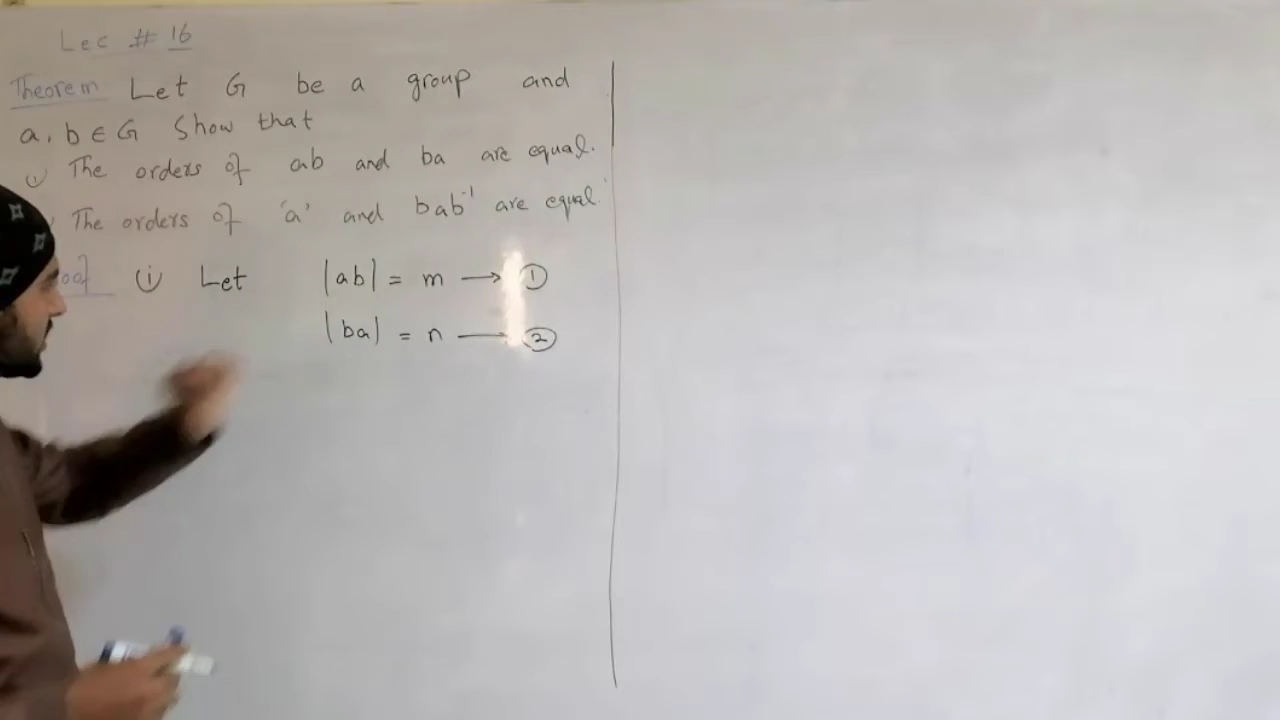 Lec # 16
Theorem Let G be a group and
a, b ∈ G Show that
(i) The orders of ab and ba are equal.
The orders of 'a' and bab⁻¹ are equal.
(i) Let |ab| = m → ①
|ba| = n → ②